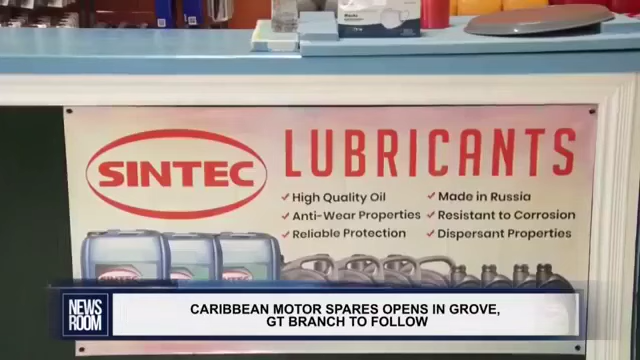 SINTEC
LUBRICANTS
✓ High Quality Oil
✓ Anti-Wear Properties
✓ Reliable Protection
✓ Made in Russia
✓ Resistant to Corrosion
✓ Dispersant Properties
SINTEC
NEWS
ROOM
CARIBBEAN MOTOR SPARES OPENS IN GROVE,
GT BRANCH TO FOLLOW